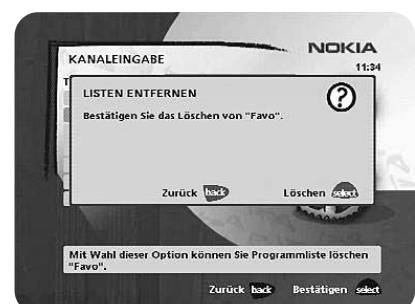 NOKIA
KANALEINGABE
11:34
T
LISTEN ENTFERNEN
?
Bestätigen Sie das Löschen von "Favo".
Zurück back Löschen select
Mit Wahl dieser Option können Sie Programmliste löschen
"Favo".
Zurück back Bestätigen select